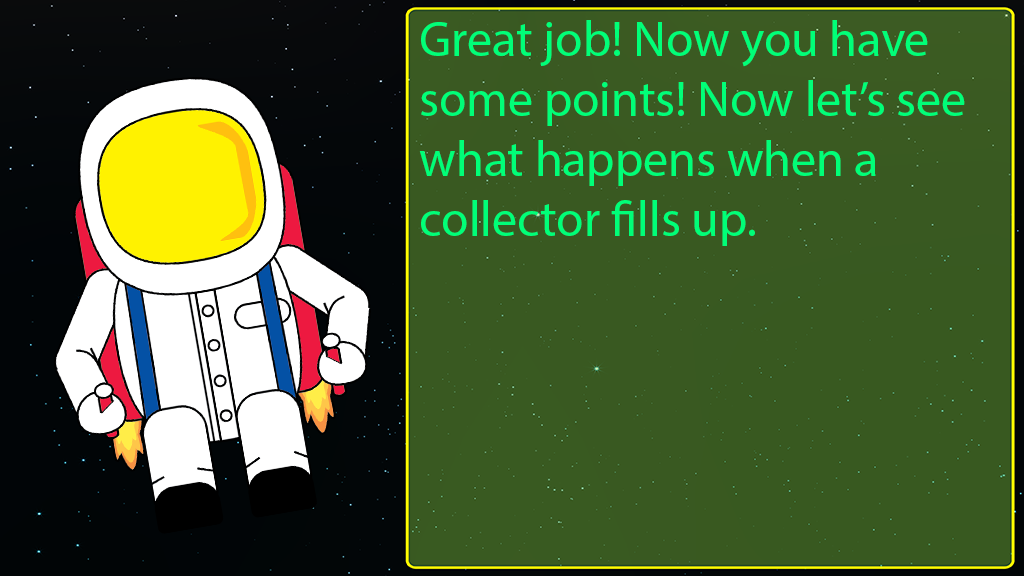 Great job! Now you have
some points! Now let’s see
what happens when a
collector fills up.